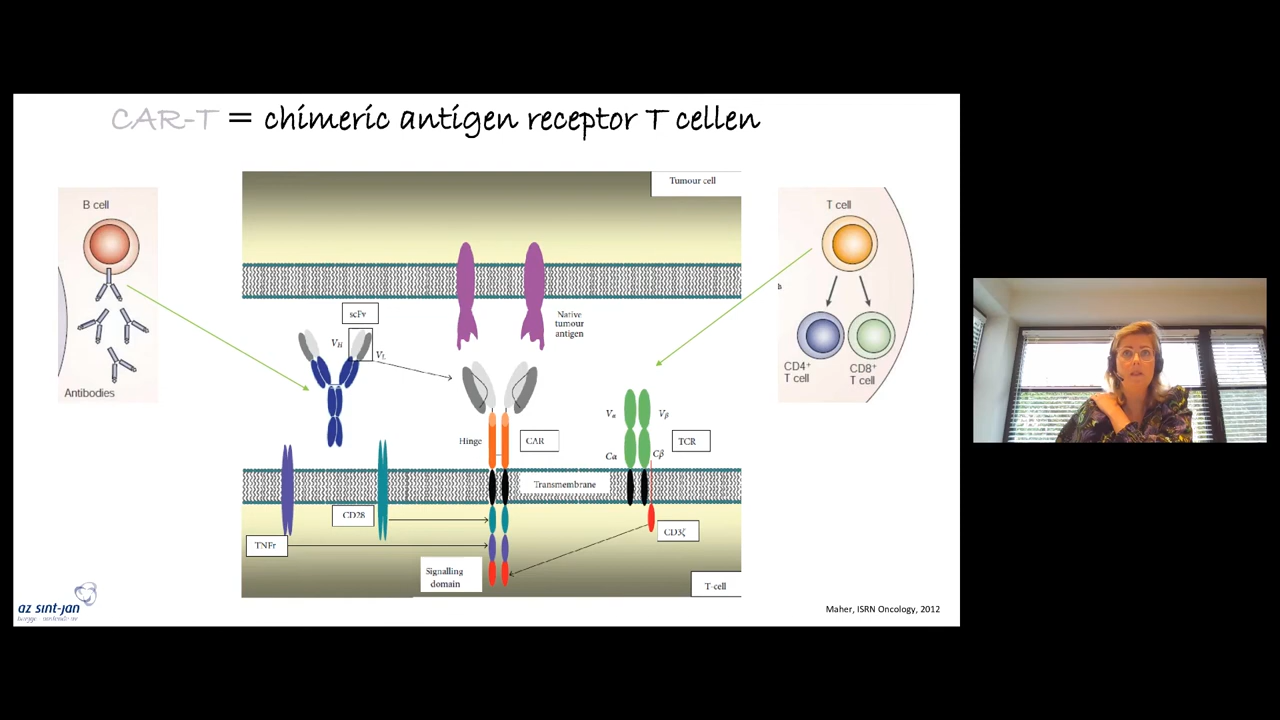 CAR-T = chimeric antigen receptor T cellen
B cell
Antibodies
Tumour cell
Native
tumour
antigen
scFv
VH
VL
Hinge
CAR
Vα
Vβ
Cα
Cβ
TCR
Transmembrane
CD28
TNFr
CD3ζ
Signalling
domain
T-cell
T cell
CD4+
T cell
CD8+
T cell
az sint-jan
Maher, ISRN Oncology, 2012